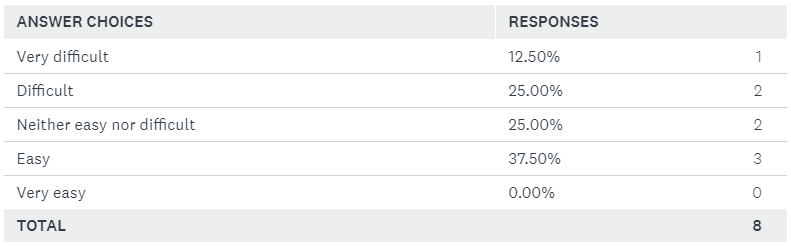 ANSWER CHOICES RESPONSES
Very difficult 12.50% 1
Difficult 25.00% 2
Neither easy nor difficult 25.00% 2
Easy 37.50% 3
Very easy 0.00% 0
TOTAL 8